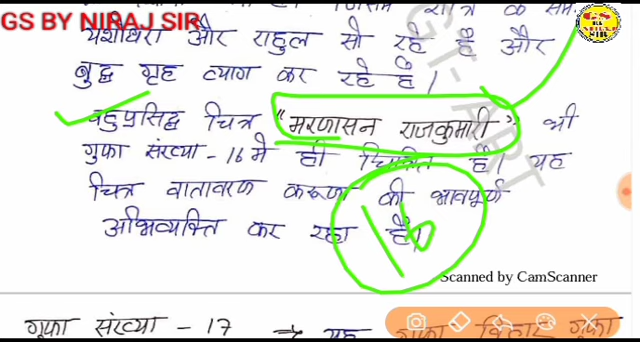 GS BY NIRAJ SIR
यशोधरा और राहुल सो रहे है और
बुद्ध गृह त्याग कर रहे है।
बहुप्रसिद्ध चित्र "मरणासन राजकुमारी" भी
गुफा संख्या - 16 मे ही चित्रित है। यह
चित्र वातावरण करूणा की भावपूर्ण
अभिव्यक्ति कर रहा है।
16
Scanned by CamScanner
गुफा संख्या - 17 → यह गुफा विहार गुफा